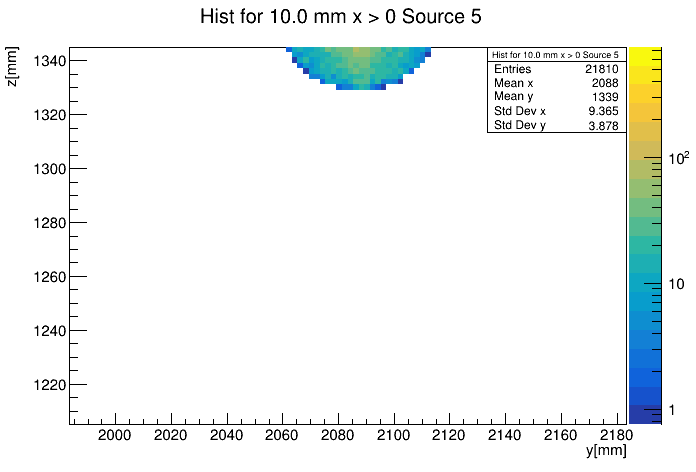 Hist for 10.0 mm x > 0 Source 5
z[mm]
1340
1320
1300
1280
1260
1240
1220
2000
2020
2040
2060
2080
2100
2120
2140
2160
2180
y[mm]
Hist for 10.0 mm x > 0 Source 5
Entries 21810
Mean x 2088
Mean y 1339
Std Dev x 9.365
Std Dev y 3.878
10²
10
1